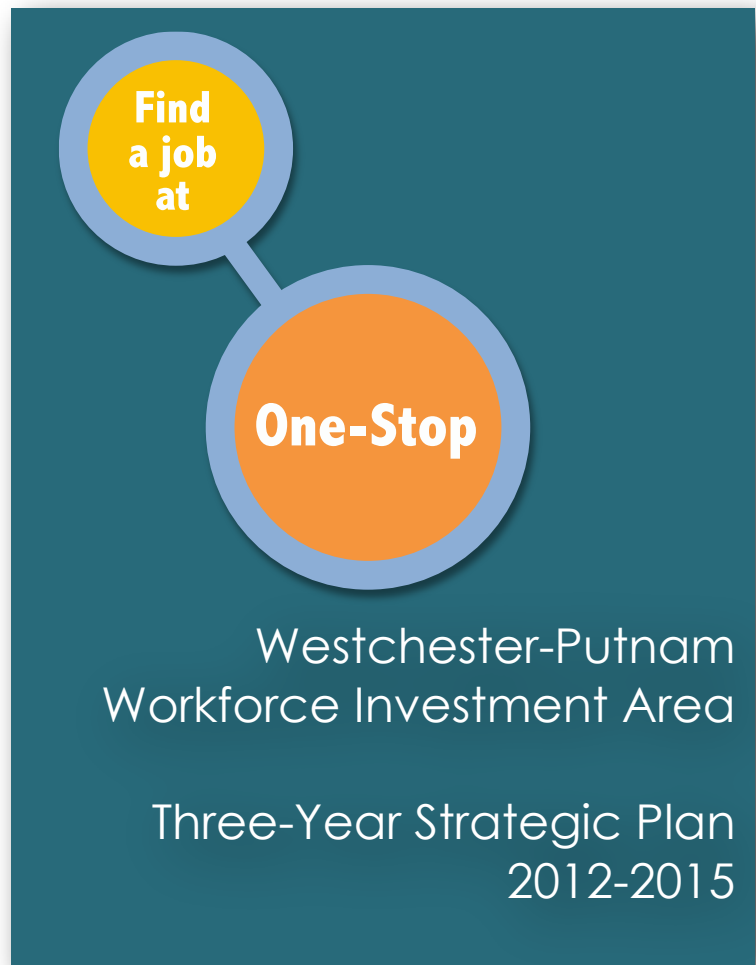 Find
a job
at
One-Stop
Westchester-Putnam
Workforce Investment Area
Three-Year Strategic Plan
2012-2015